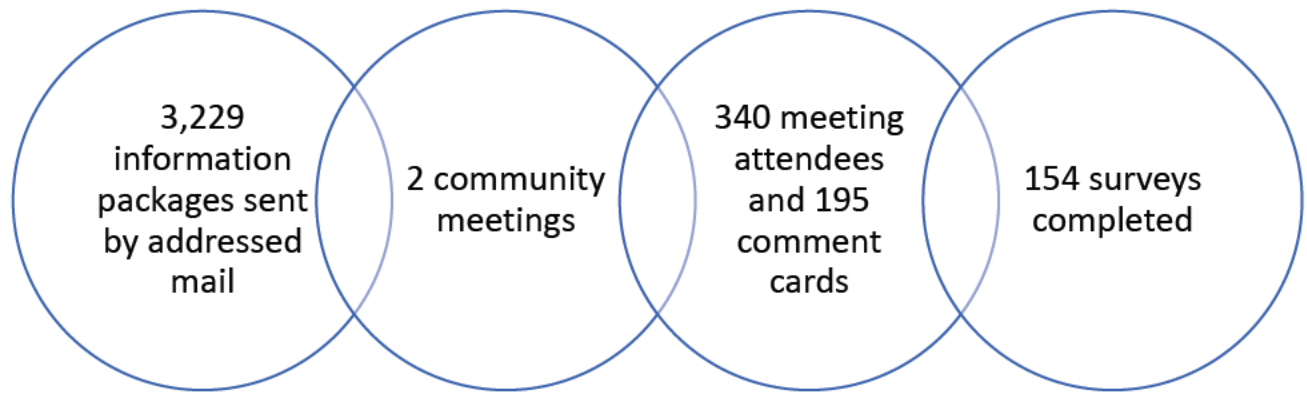 3,229
information
packages sent
by addressed
mail
2 community
meetings
340 meeting
attendees
and 195
comment
cards
154 surveys
completed